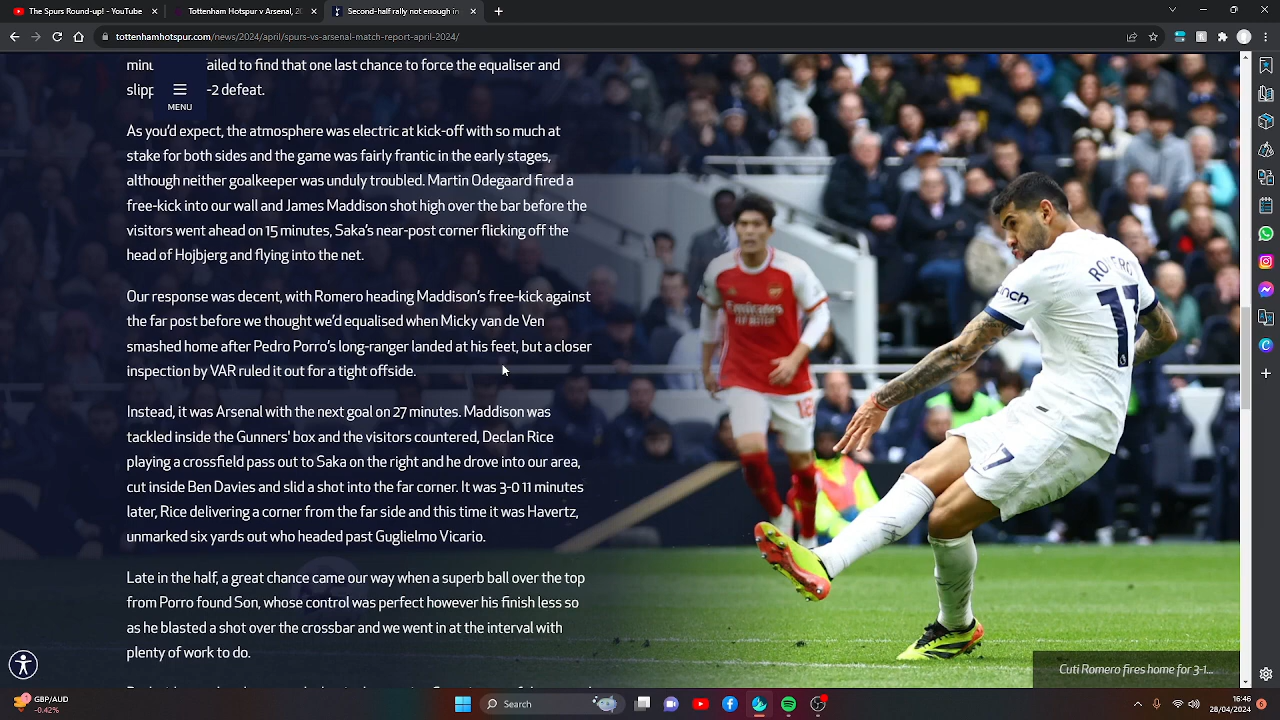 The Spurs Round-up! - YouTube
Tottenham Hotspur v Arsenal, 20
Second-half rally not enough in
tottenhamhotspur.com/news/2024/april/spurs-vs-arsenal-match-report-april-2024/
MENU
minu ailed to find that one last chance to force the equaliser and
slipp -2 defeat.
As you'd expect, the atmosphere was electric at kick-off with so much at
stake for both sides and the game was fairly frantic in the early stages,
although neither goalkeeper was unduly troubled. Martin Odegaard fired a
free-kick into our wall and James Maddison shot high over the bar before the
visitors went ahead on 15 minutes, Saka's near-post corner flicking off the
head of Hojbjerg and flying into the net.
Our response was decent, with Romero heading Maddison's free-kick against
the far post before we thought we'd equalised when Micky van de Ven
smashed home after Pedro Porro's long-ranger landed at his feet, but a closer
inspection by VAR ruled it out for a tight offside.
Instead, it was Arsenal with the next goal on 27 minutes. Maddison was
tackled inside the Gunners' box and the visitors countered, Declan Rice
playing a crossfield pass out to Saka on the right and he drove into our area,
cut inside Ben Davies and slid a shot into the far corner. It was 3-0 11 minutes
later, Rice delivering a corner from the far side and this time it was Havertz,
unmarked six yards out who headed past Guglielmo Vicario.
Late in the half, a great chance came our way when a superb ball over the top
from Porro found Son, whose control was perfect however his finish less so
as he blasted a shot over the crossbar and we went in at the interval with
plenty of work to do.
ROMERO
17
17
Emirates
18
Cuti Romero fires home for 3-1...
GBP/AUD
-0.42%
Search
16:46
28/04/2024
6